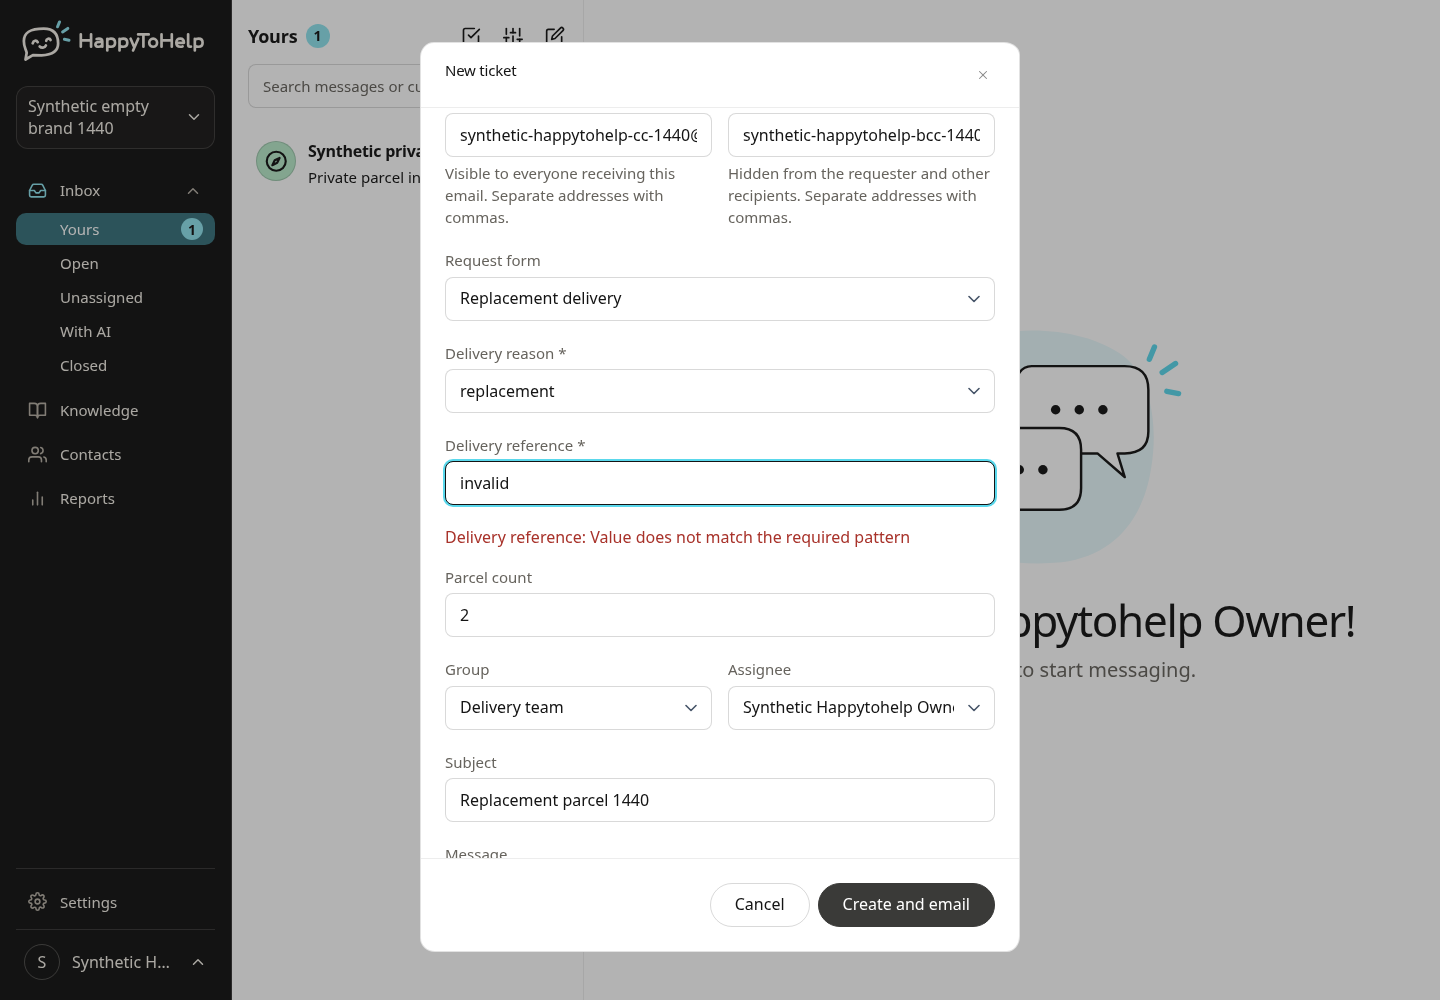 HappyToHelp
Synthetic empty
brand 1440
Inbox
Yours 1
Open
Unassigned
With AI
Closed
Knowledge
Contacts
Reports
Settings
S Synthetic H...
Yours 1
Search messages or cu
Synthetic priva
Private parcel in
New ticket
synthetic-happytohelp-cc-1440@
synthetic-happytohelp-bcc-1440
Visible to everyone receiving this
email. Separate addresses with
commas.
Hidden from the requester and other
recipients. Separate addresses with
commas.
Request form
Replacement delivery
Delivery reason *
replacement
Delivery reference *
invalid
Delivery reference: Value does not match the required pattern
Parcel count
2
Group
Delivery team
Assignee
Synthetic Happytohelp Owne
Subject
Replacement parcel 1440
Message
Cancel
Create and email
ppytohelp Owner!
to start messaging.